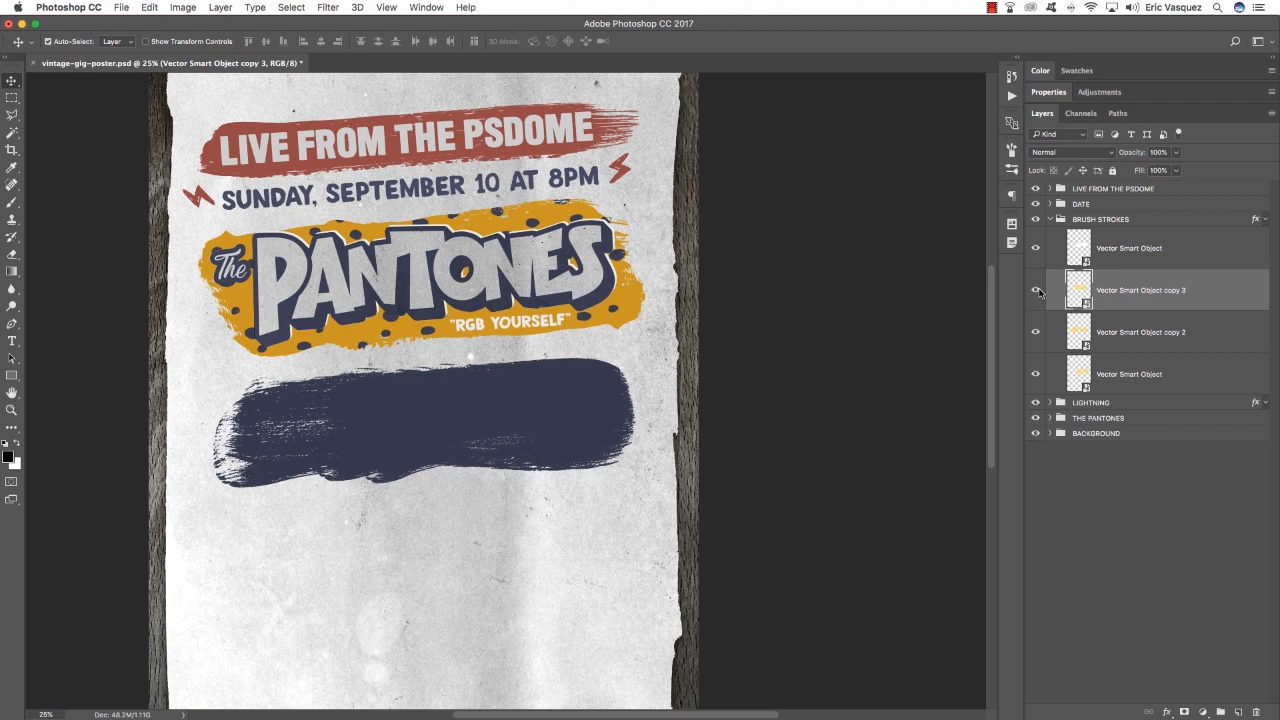 Photoshop CC File Edit Image Layer Type Select Filter 3D View Window Help Eric Vasquez
Adobe Photoshop CC 2017
Auto-Select: Layer Show Transform Controls 3D Mode:
× vintage-gig-poster.psd @ 25% (Vector Smart Object copy 3, RGB/8) *
LIVE FROM THE PSDOME
SUNDAY, SEPTEMBER 10 AT 8PM
The PANTONES
"RGB YOURSELF"
Color Swatches
Properties Adjustments
Layers Channels Paths
Kind
Normal Opacity: 100%
Lock: Fill: 100%
LIVE FROM THE PSDOME
DATE
BRUSH STROKES fx
Vector Smart Object
Vector Smart Object copy 3
Vector Smart Object copy 2
Vector Smart Object
LIGHTNING fx
THE PANTONES
BACKGROUND
25% Doc: 48.2M/1.11G
fx